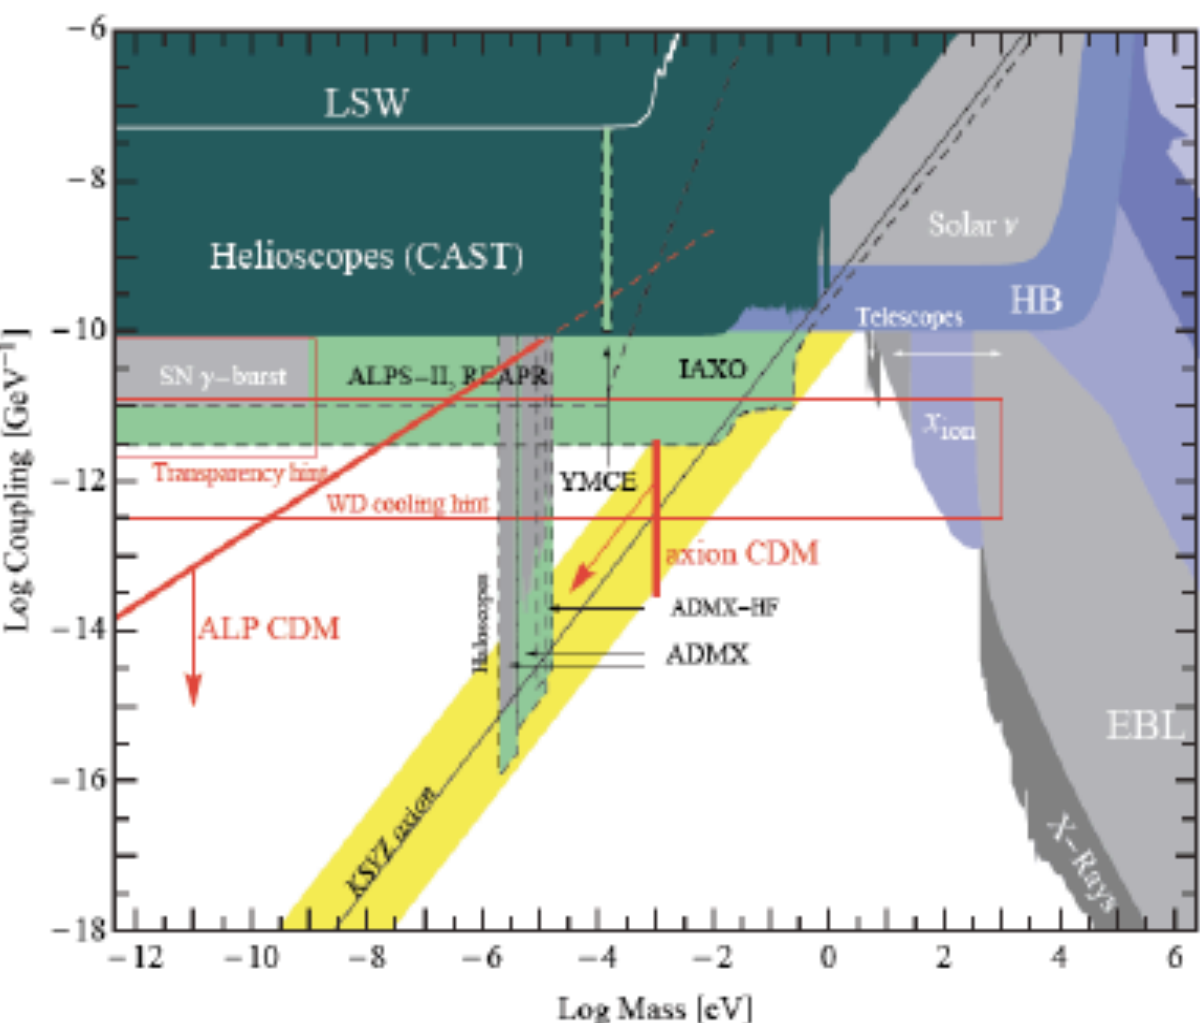 −6
LSW
−8
Solar ν
Helioscopes (CAST)
HB
Telescopes
−10
SN γ−burst
ALPS−II, REAPR
IAXO
x_ion
Transparency hint
−12
YMCE
WD cooling hint
axion CDM
Haloscopes
ADMX−HF
−14
ALP CDM
ADMX
EBL
−16
KSVZ axion
X−Rays
−18
−12 −10 −8 −6 −4 −2 0 2 4 6
Log Mass [eV]
Log Coupling [GeV⁻¹]